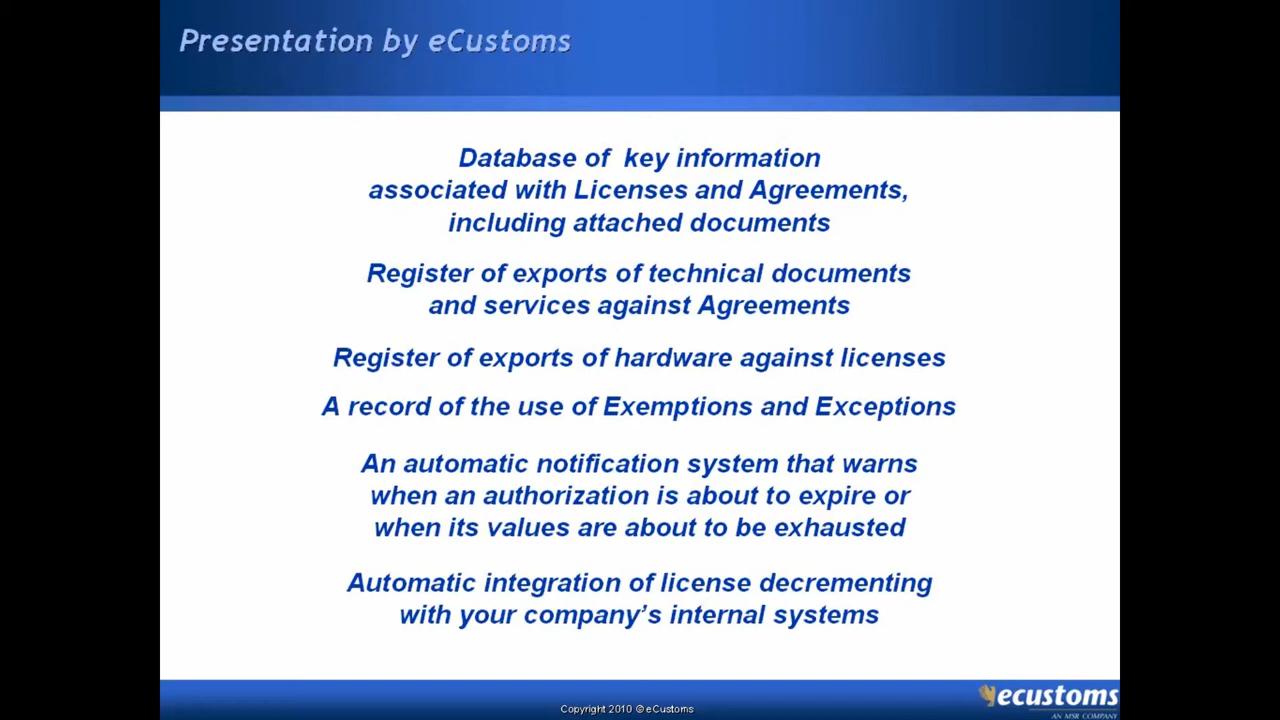 Presentation by eCustoms
Database of key information
associated with Licenses and Agreements,
including attached documents
Register of exports of technical documents
and services against Agreements
Register of exports of hardware against licenses
A record of the use of Exemptions and Exceptions
An automatic notification system that warns
when an authorization is about to expire or
when its values are about to be exhausted
Automatic integration of license decrementing
with your company's internal systems
Copyright 2010 © eCustoms
ecustoms
AN MSR COMPANY